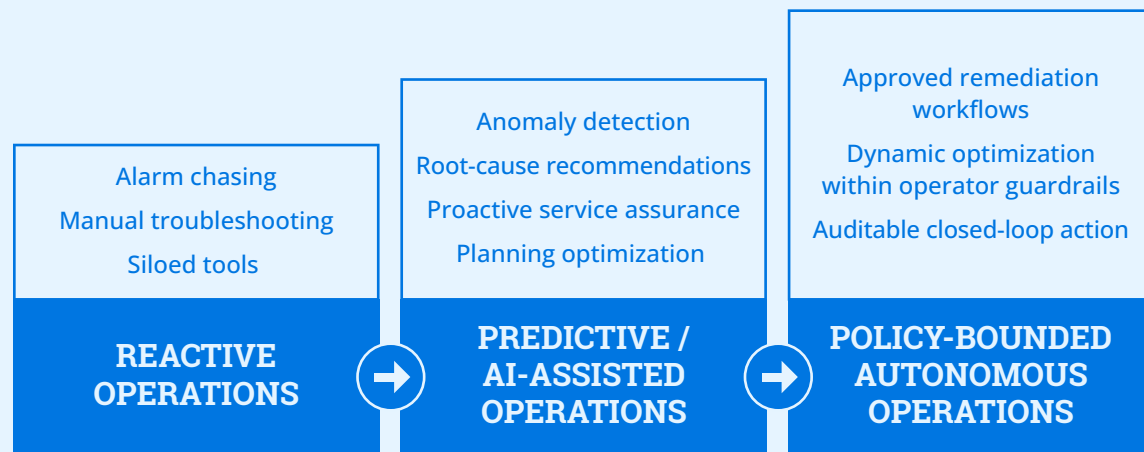 Alarm chasing
Manual troubleshooting
Siloed tools
REACTIVE
OPERATIONS
Anomaly detection
Root-cause recommendations
Proactive service assurance
Planning optimization
PREDICTIVE /
AI-ASSISTED
OPERATIONS
Approved remediation
workflows
Dynamic optimization
within operator guardrails
Auditable closed-loop action
POLICY-BOUNDED
AUTONOMOUS
OPERATIONS